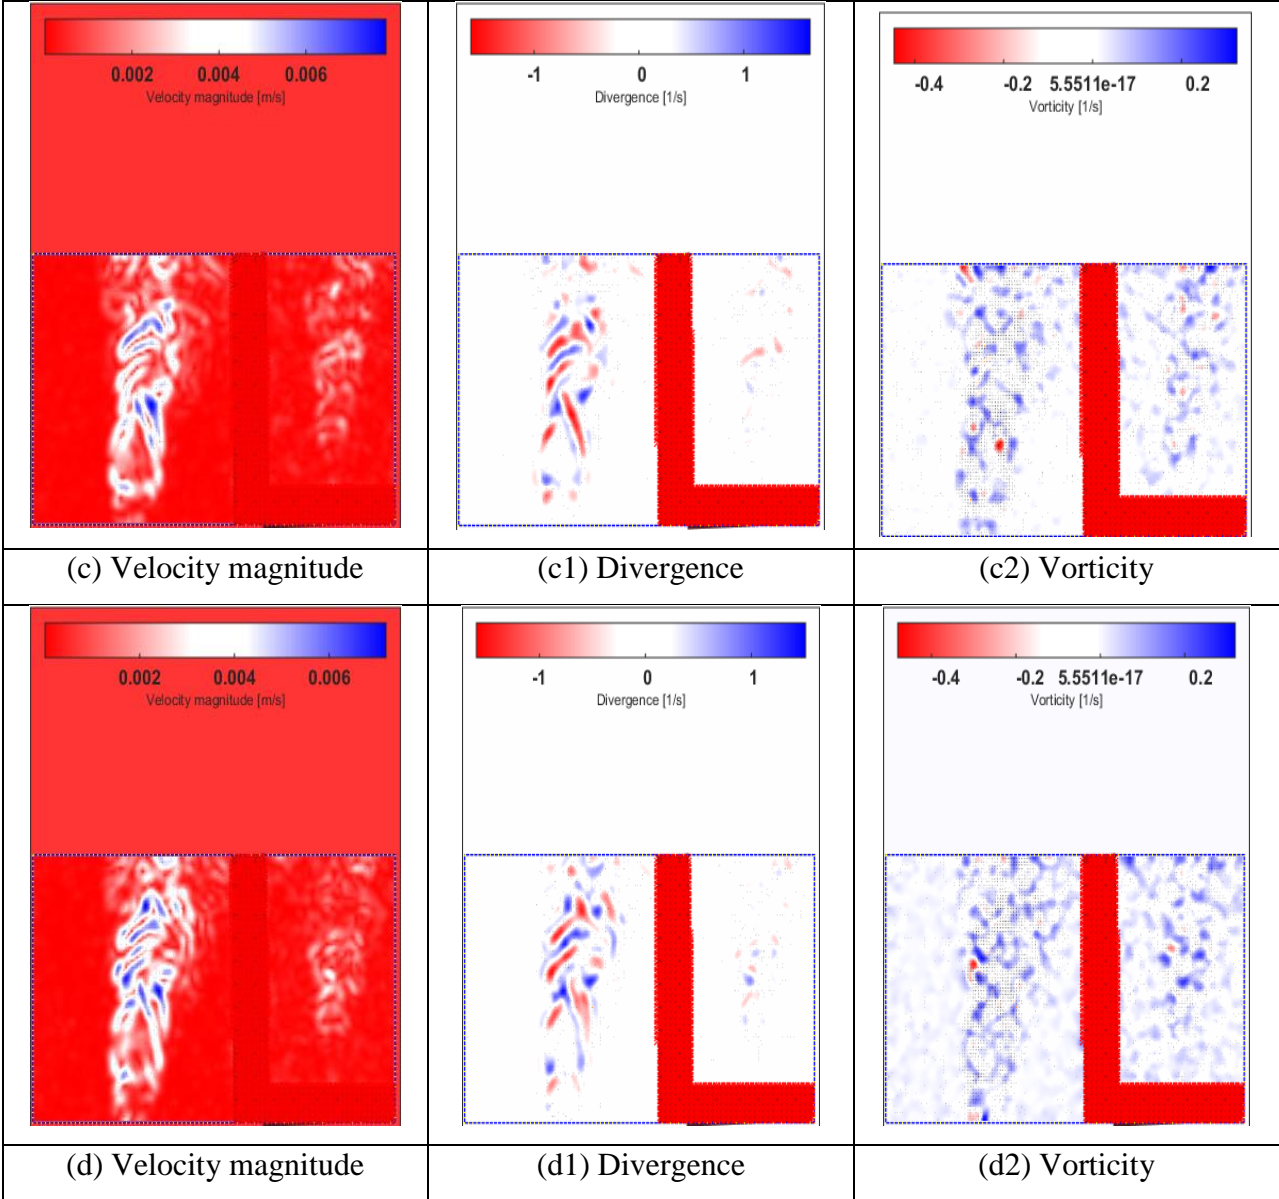 0.002 0.004 0.006
Velocity magnitude [m/s]
-1 0 1
Divergence [1/s]
-0.4 -0.2 5.5511e-17 0.2
Vorticity [1/s]
(c) Velocity magnitude
(c1) Divergence
(c2) Vorticity
0.002 0.004 0.006
Velocity magnitude [m/s]
-1 0 1
Divergence [1/s]
-0.4 -0.2 5.5511e-17 0.2
Vorticity [1/s]
(d) Velocity magnitude
(d1) Divergence
(d2) Vorticity